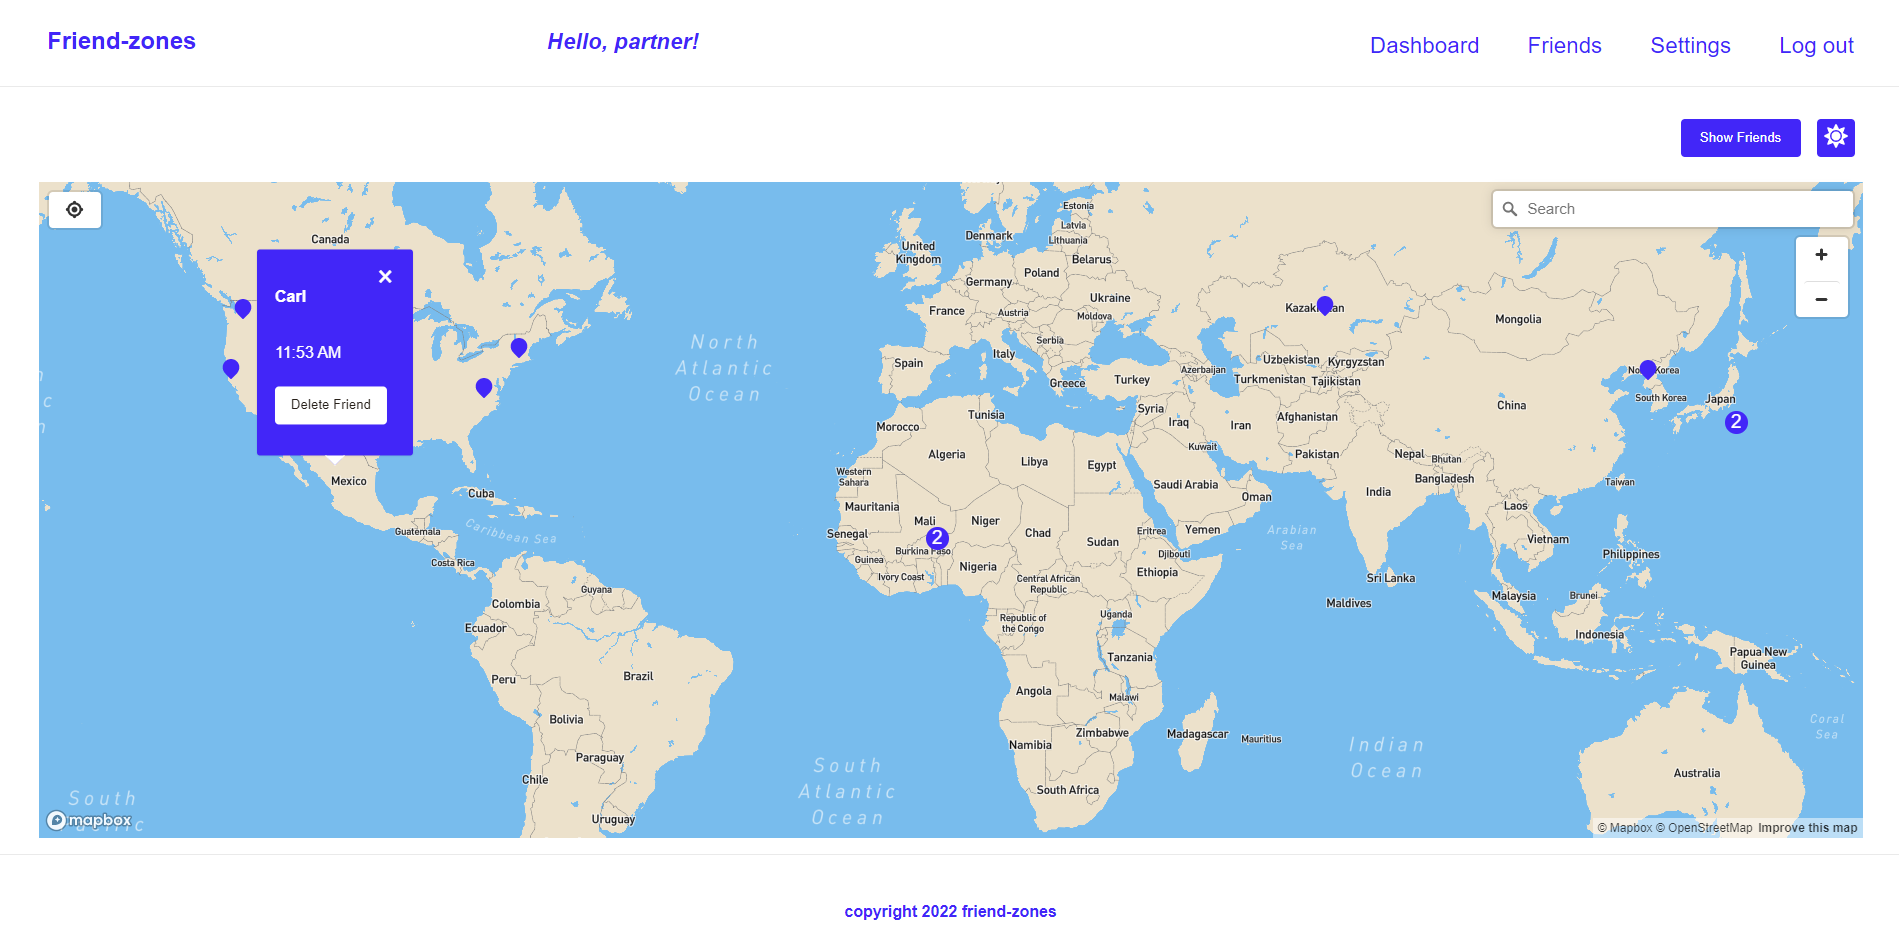 Friend-zones
Hello, partner!
Dashboard
Friends
Settings
Log out
Show Friends
Search
+
−
Canada
×
Carl
11:53 AM
Delete Friend
Mexico
Cuba
Guatemala
Caribbean Sea
Costa Rica
Guyana
Colombia
Ecuador
Peru
Brazil
Bolivia
Paraguay
Chile
Uruguay
North
Atlantic
Ocean
South
Atlantic
Ocean
South
mapbox
Estonia
Latvia
Lithuania
Denmark
United
Kingdom
Belarus
Poland
Germany
Ukraine
France
Austria
Moldova
Serbia
Italy
Spain
Greece
Turkey
Azerbaijan
Kazakhstan
Mongolia
Uzbekistan
Kyrgyzstan
Turkmenistan
Tajikistan
North Korea
South Korea
Japan
2
China
Tunisia
Morocco
Syria
Iraq
Iran
Afghanistan
Kuwait
Pakistan
Nepal
Bhutan
Bangladesh
India
Algeria
Libya
Egypt
Western
Sahara
Saudi Arabia
Oman
Taiwan
Mauritania
Mali
Niger
Chad
Sudan
Eritrea
Yemen
Arabian
Sea
Laos
Vietnam
Philippines
Senegal
2
Burkina Faso
Djibouti
Guinea
Ivory Coast
Nigeria
Central African
Republic
Ethiopia
Sri Lanka
Maldives
Malaysia
Brunei
Indonesia
Uganda
Republic of
the Congo
Tanzania
Papua New
Guinea
Angola
Malawi
Zimbabwe
Madagascar
Mauritius
Namibia
South Africa
Indian
Ocean
Coral
Sea
Australia
© Mapbox © OpenStreetMap Improve this map
copyright 2022 friend-zones